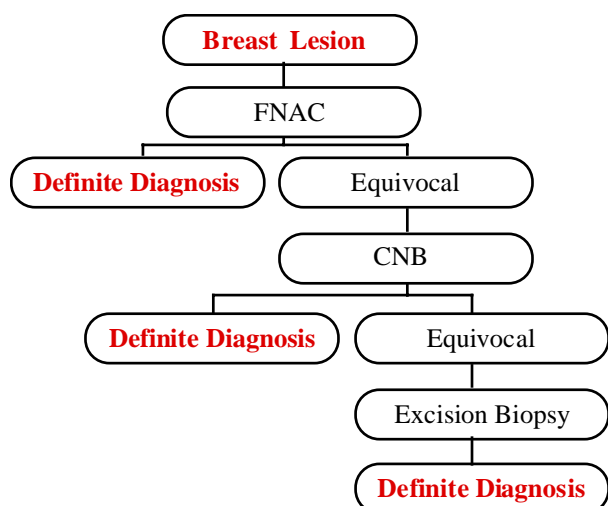 Breast Lesion
FNAC
Definite Diagnosis
Equivocal
CNB
Definite Diagnosis
Equivocal
Excision Biopsy
Definite Diagnosis